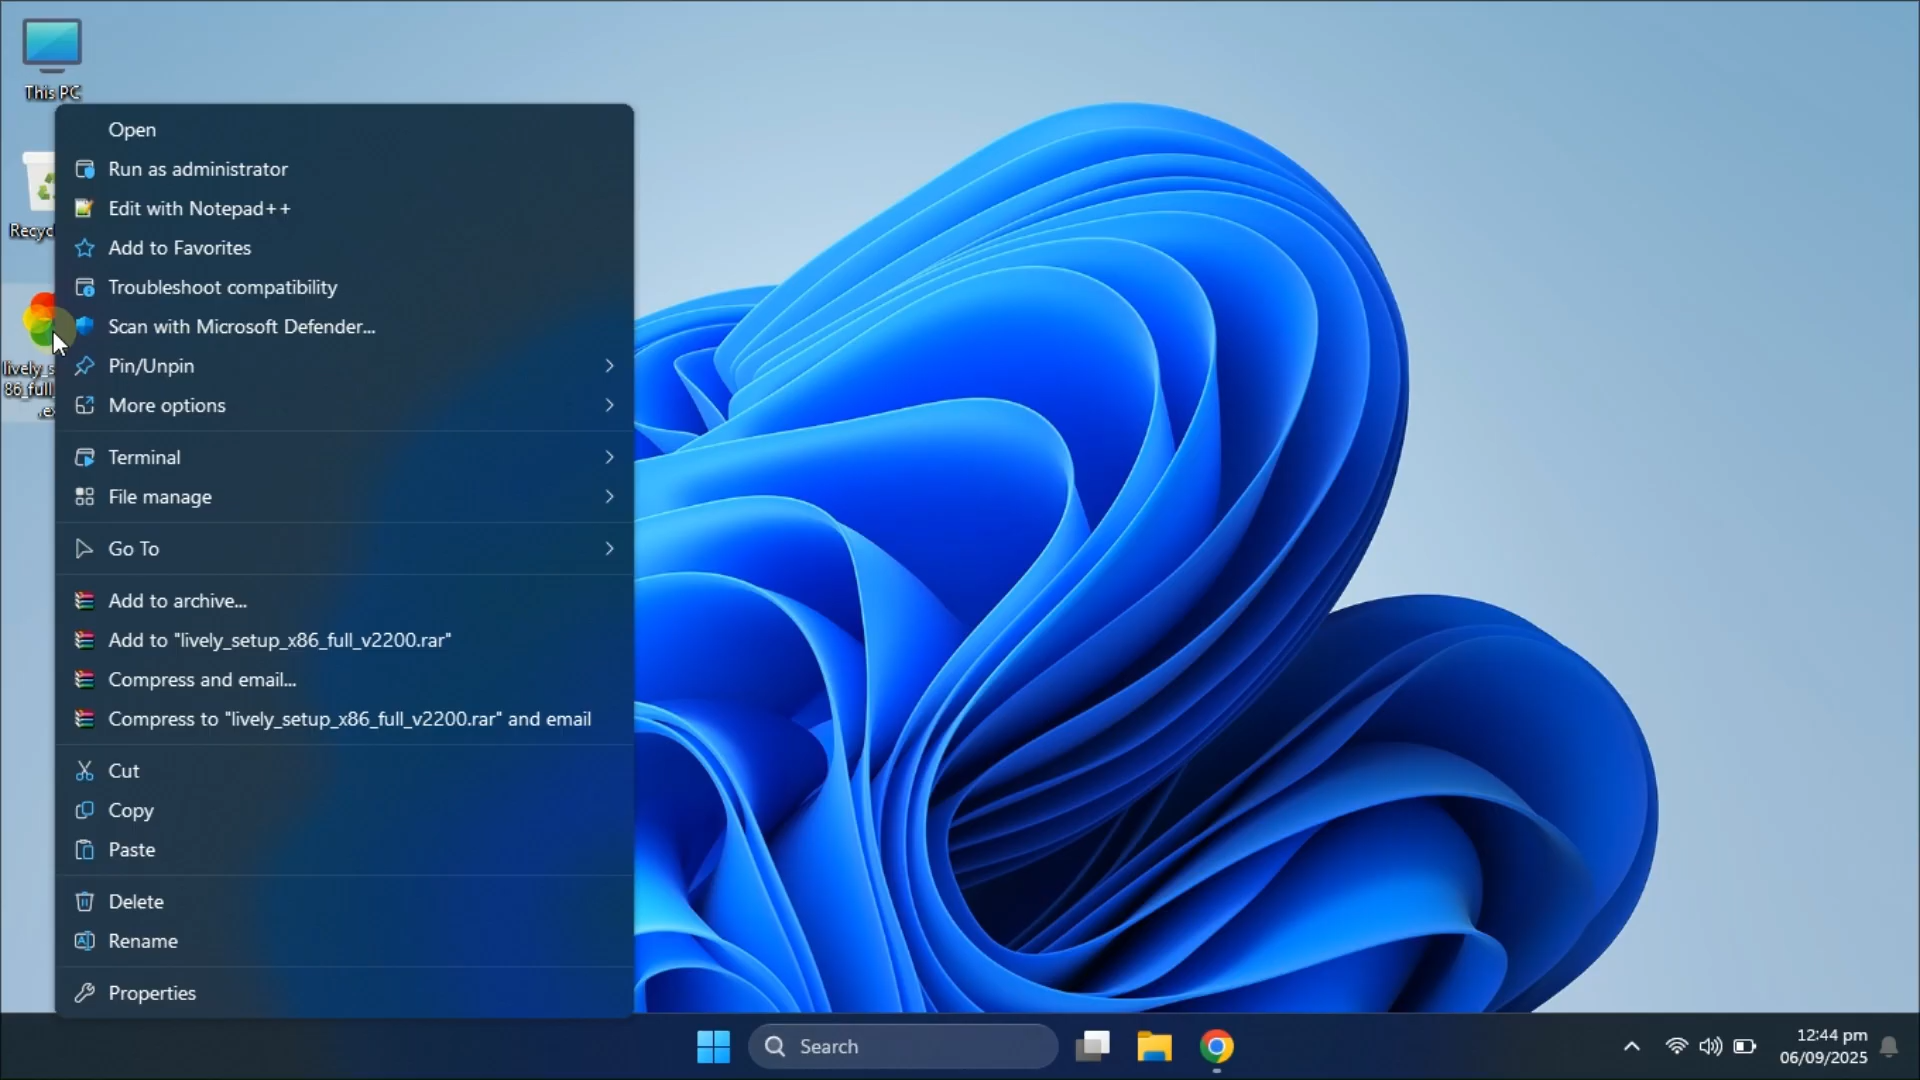 This PC
Open
Run as administrator
Edit with Notepad++
Recyc
Add to Favorites
Troubleshoot compatibility
Scan with Microsoft Defender...
lively_s
86_full
.ex
Pin/Unpin
More options
Terminal
File manage
Go To
Add to archive...
Add to "lively_setup_x86_full_v2200.rar"
Compress and email...
Compress to "lively_setup_x86_full_v2200.rar" and email
Cut
Copy
Paste
Delete
Rename
Properties
Search
12:44 pm
06/09/2025